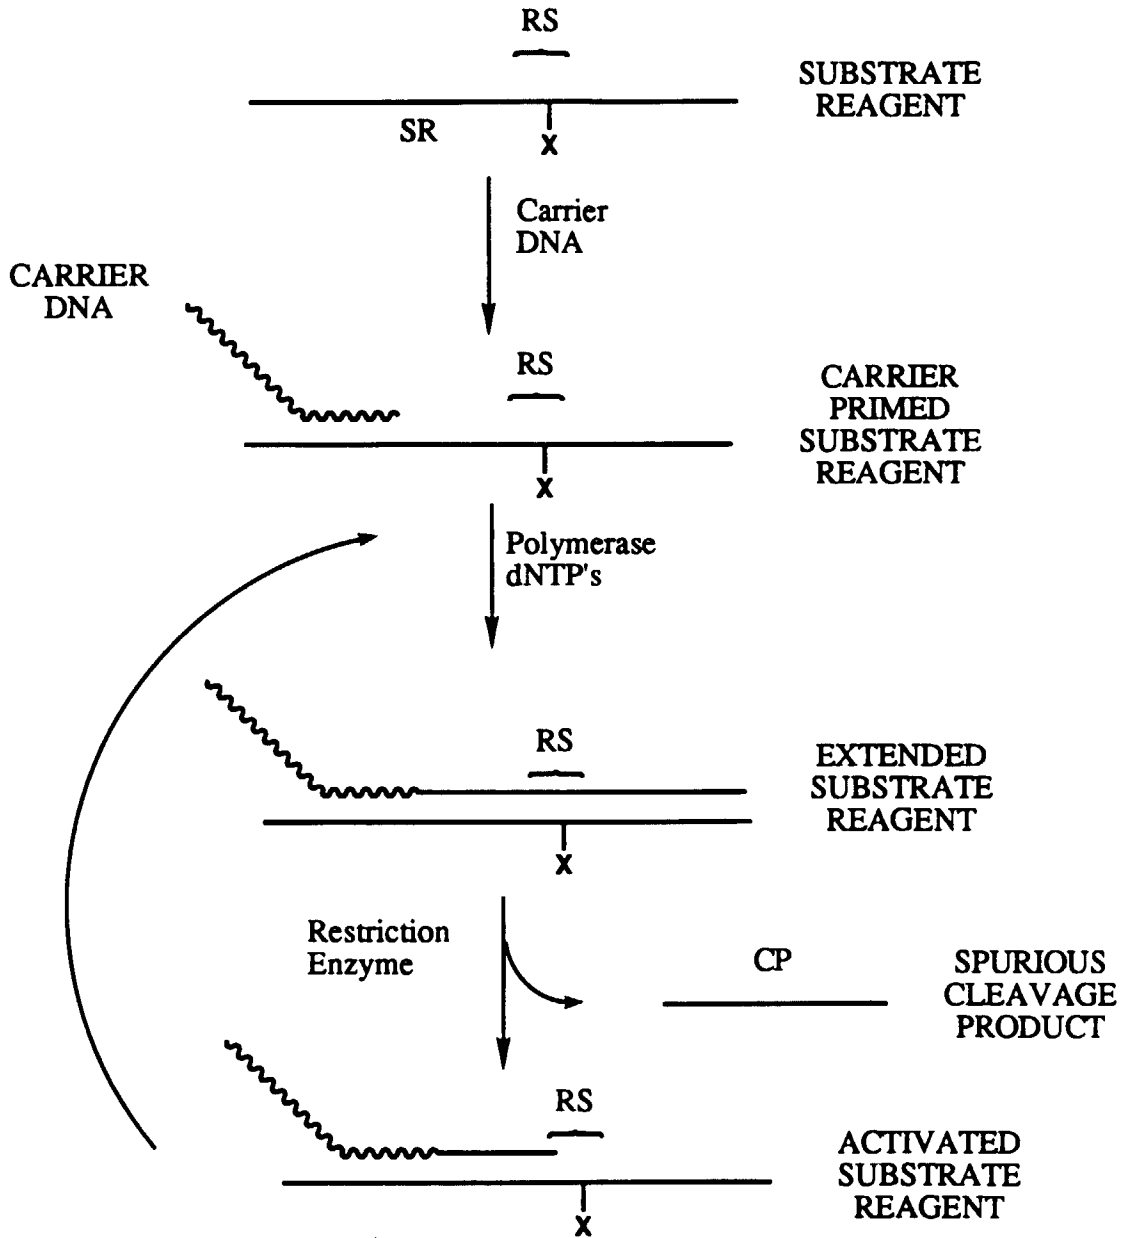 RS
SUBSTRATE
REAGENT
SR
X
Carrier
DNA
CARRIER
DNA
RS
CARRIER
PRIMED
SUBSTRATE
REAGENT
X
Polymerase
dNTP's
RS
EXTENDED
SUBSTRATE
REAGENT
X
Restriction
Enzyme
CP
SPURIOUS
CLEAVAGE
PRODUCT
RS
ACTIVATED
SUBSTRATE
REAGENT
X